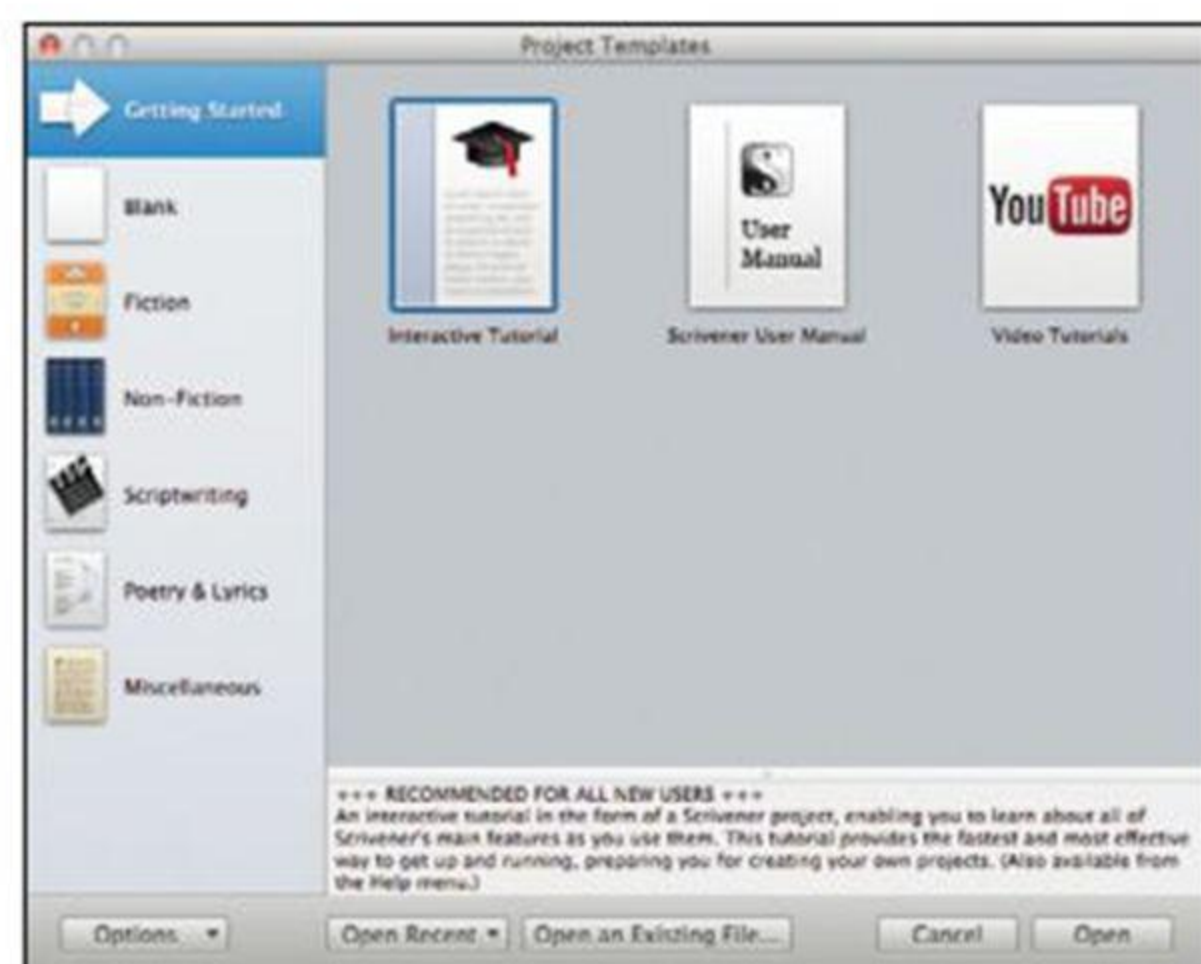 Project Templates
Getting Started
Blank
Fiction
Non-Fiction
Scriptwriting
Poetry & Lyrics
Miscellaneous
User
Manual
YouTube
Interactive Tutorial
Scrivener User Manual
Video Tutorials
+++ RECOMMENDED FOR ALL NEW USERS +++
An interactive tutorial in the form of a Scrivener project, enabling you to learn about all of
Scrivener's main features as you use them. This tutorial provides the fastest and most effective
way to get up and running, preparing you for creating your own projects. (Also available from
the Help menu.)
Options
Open Recent
Open an Existing File...
Cancel
Open